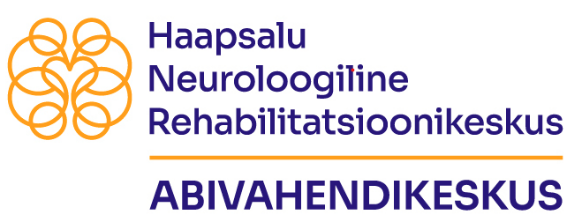 Haapsalu
Neuroloogiline
Rehabilitatsioonikeskus
ABIVAHENDIKESKUS